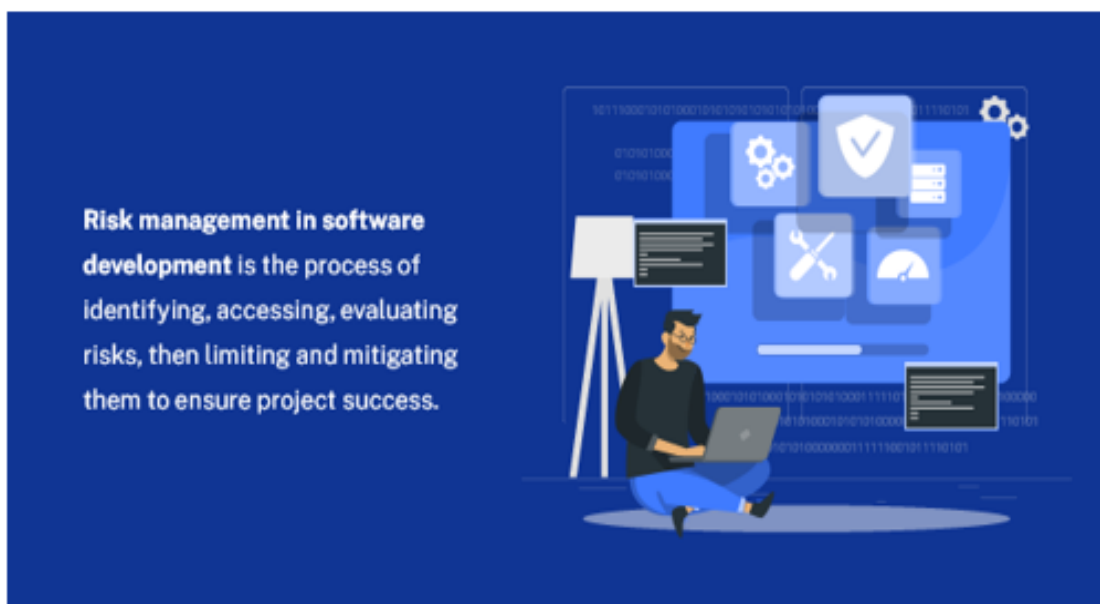 Risk management in software
development is the process of
identifying, accessing, evaluating
risks, then limiting and mitigating
them to ensure project success.